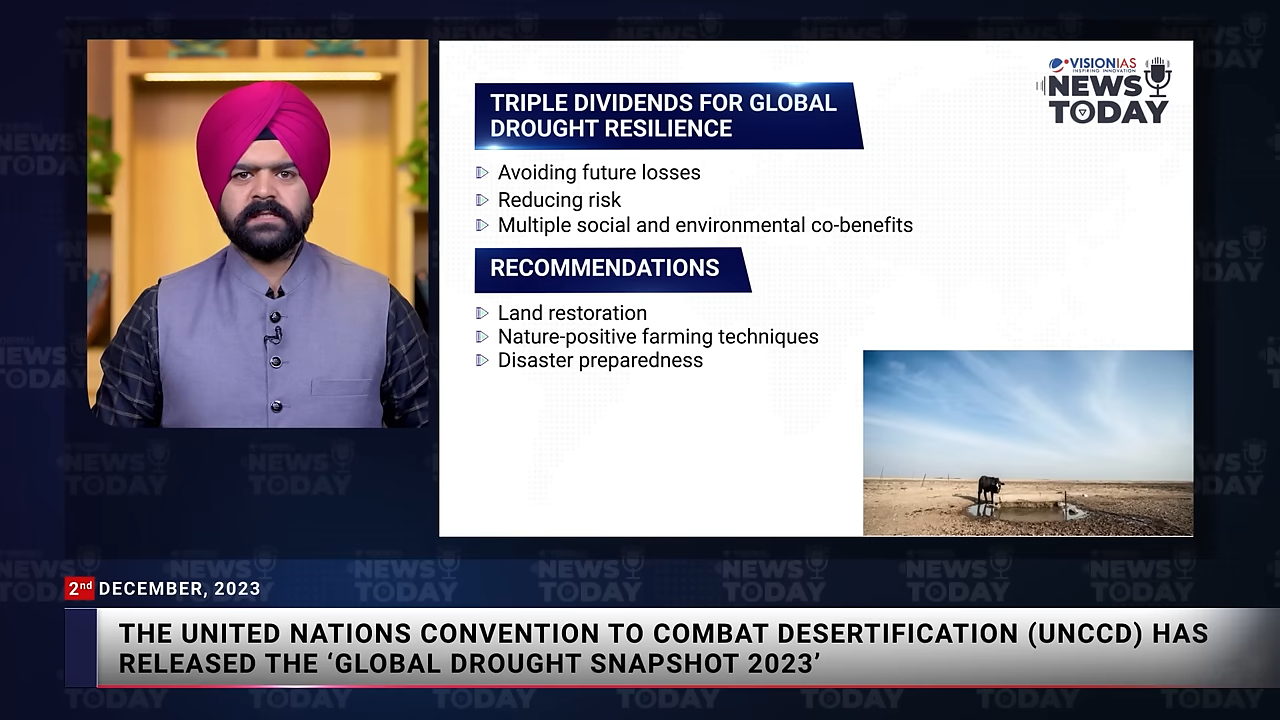 VISIONIAS
INSPIRING INNOVATION
NEWS
TODAY
TRIPLE DIVIDENDS FOR GLOBAL
DROUGHT RESILIENCE
Avoiding future losses
Reducing risk
Multiple social and environmental co-benefits
RECOMMENDATIONS
Land restoration
Nature-positive farming techniques
Disaster preparedness
2nd DECEMBER, 2023
THE UNITED NATIONS CONVENTION TO COMBAT DESERTIFICATION (UNCCD) HAS
RELEASED THE ‘GLOBAL DROUGHT SNAPSHOT 2023’